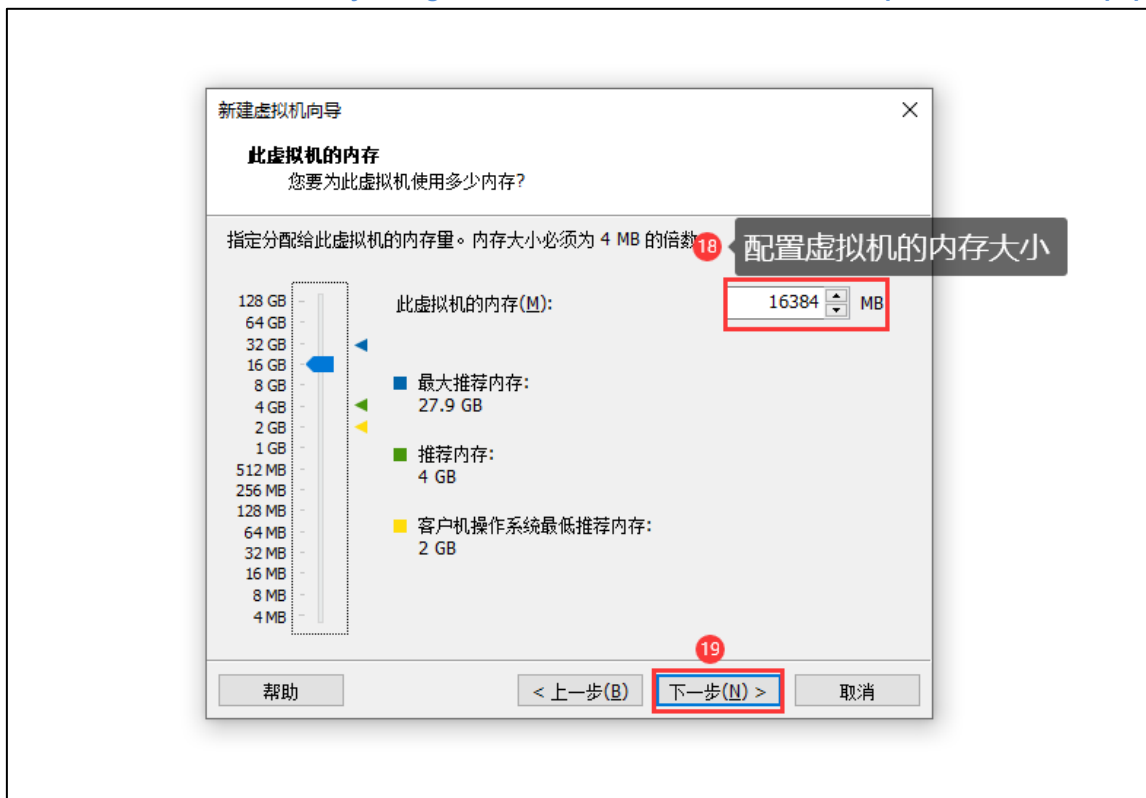 新建虚拟机向导
此虚拟机的内存
您要为此虚拟机使用多少内存?
指定分配给此虚拟机的内存量。内存大小必须为 4 MB 的倍数
18 配置虚拟机的内存大小
128 GB
64 GB
32 GB
16 GB
8 GB
4 GB
2 GB
1 GB
512 MB
256 MB
128 MB
64 MB
32 MB
16 MB
8 MB
4 MB
此虚拟机的内存(M): 16384 MB
最大推荐内存:
27.9 GB
推荐内存:
4 GB
客户机操作系统最低推荐内存:
2 GB
19
帮助 < 上一步(B) 下一步(N) > 取消